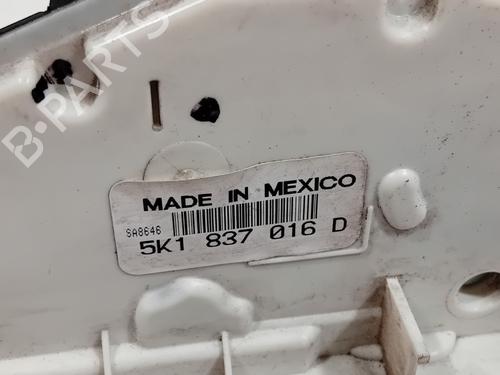 B-PARTS
MADE IN MEXICO
SA8646
5K1 837 016 D